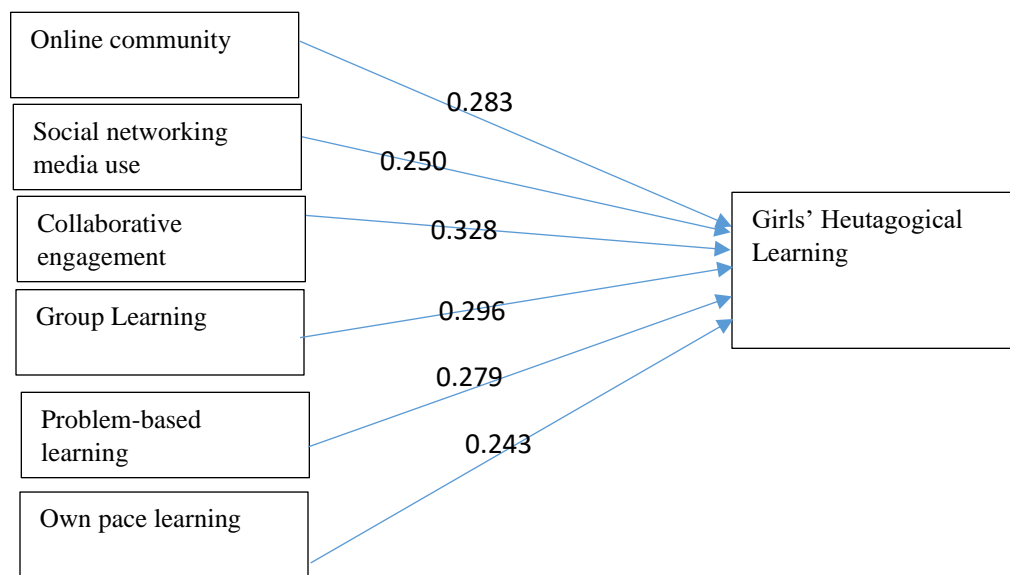 Online community
0.283
Social networking
media use
0.250
Collaborative
engagement
0.328
Girls’ Heutagogical
Learning
Group Learning
0.296
Problem-based
learning
0.279
Own pace learning
0.243